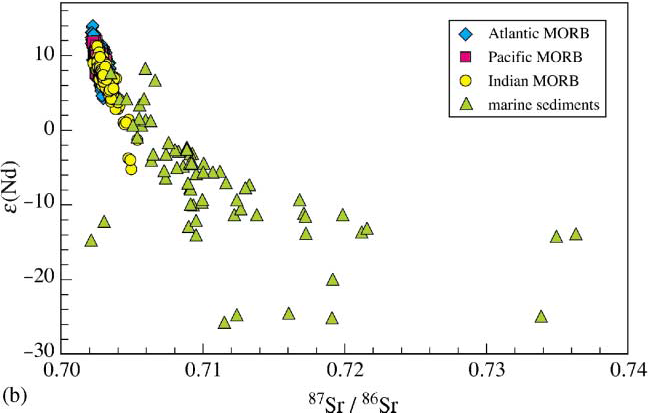 Atlantic MORB
Pacific MORB
Indian MORB
marine sediments
10
0
−10
−20
−30
ε(Nd)
0.70 0.71 0.72 0.73 0.74
(b)
⁸⁷Sr / ⁸⁶Sr